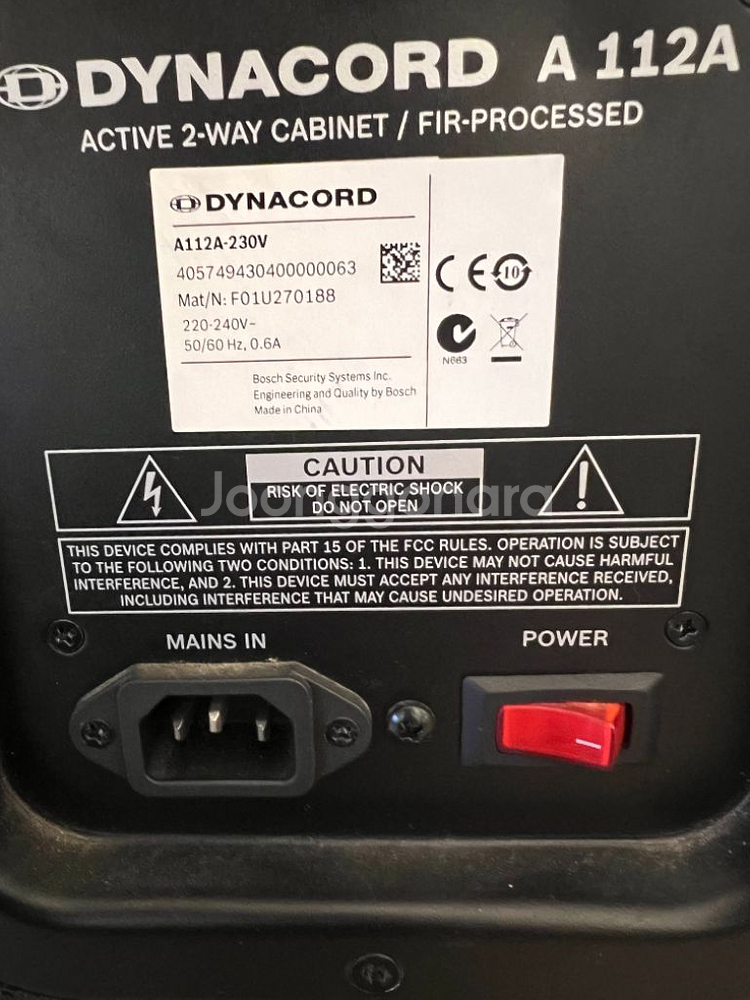 DYNACORD A 112A
ACTIVE 2-WAY CABINET / FIR-PROCESSED
DYNACORD
A112A-230V
405749430400000063
Mat/N: F01U270188
220-240V~
50/60 Hz, 0.6A
Bosch Security Systems Inc.
Engineering and Quality by Bosch
Made in China
CE 10
N663
CAUTION
RISK OF ELECTRIC SHOCK
DO NOT OPEN
Joonggonara
THIS DEVICE COMPLIES WITH PART 15 OF THE FCC RULES. OPERATION IS SUBJECT
TO THE FOLLOWING TWO CONDITIONS: 1. THIS DEVICE MAY NOT CAUSE HARMFUL
INTERFERENCE, AND 2. THIS DEVICE MUST ACCEPT ANY INTERFERENCE RECEIVED,
INCLUDING INTERFERENCE THAT MAY CAUSE UNDESIRED OPERATION.
MAINS IN
POWER